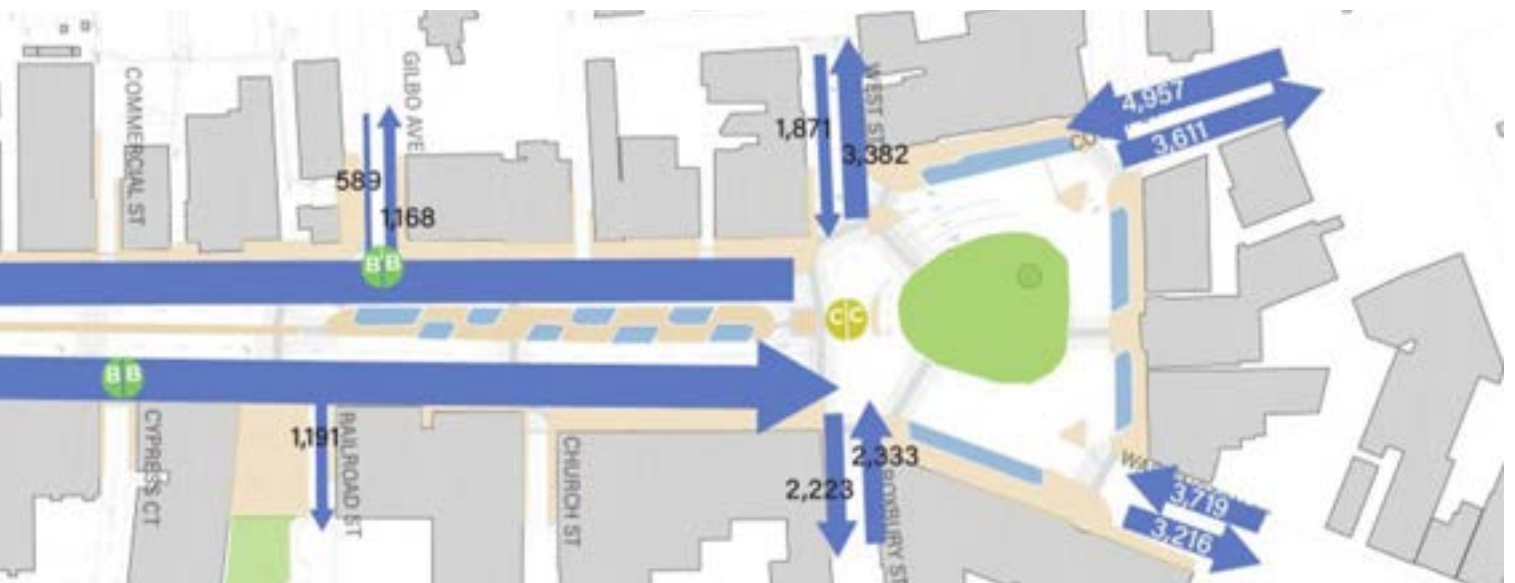 COMMERCIAL ST
GILBO AVE
WEST ST
4,957
3,611
1,871
3,382
589
1,168
B B
C C
B B
1,191
CYPRESS CT
RAILROAD ST
CHURCH ST
2,333
2,223
ROXBURY ST
3,719
3,216